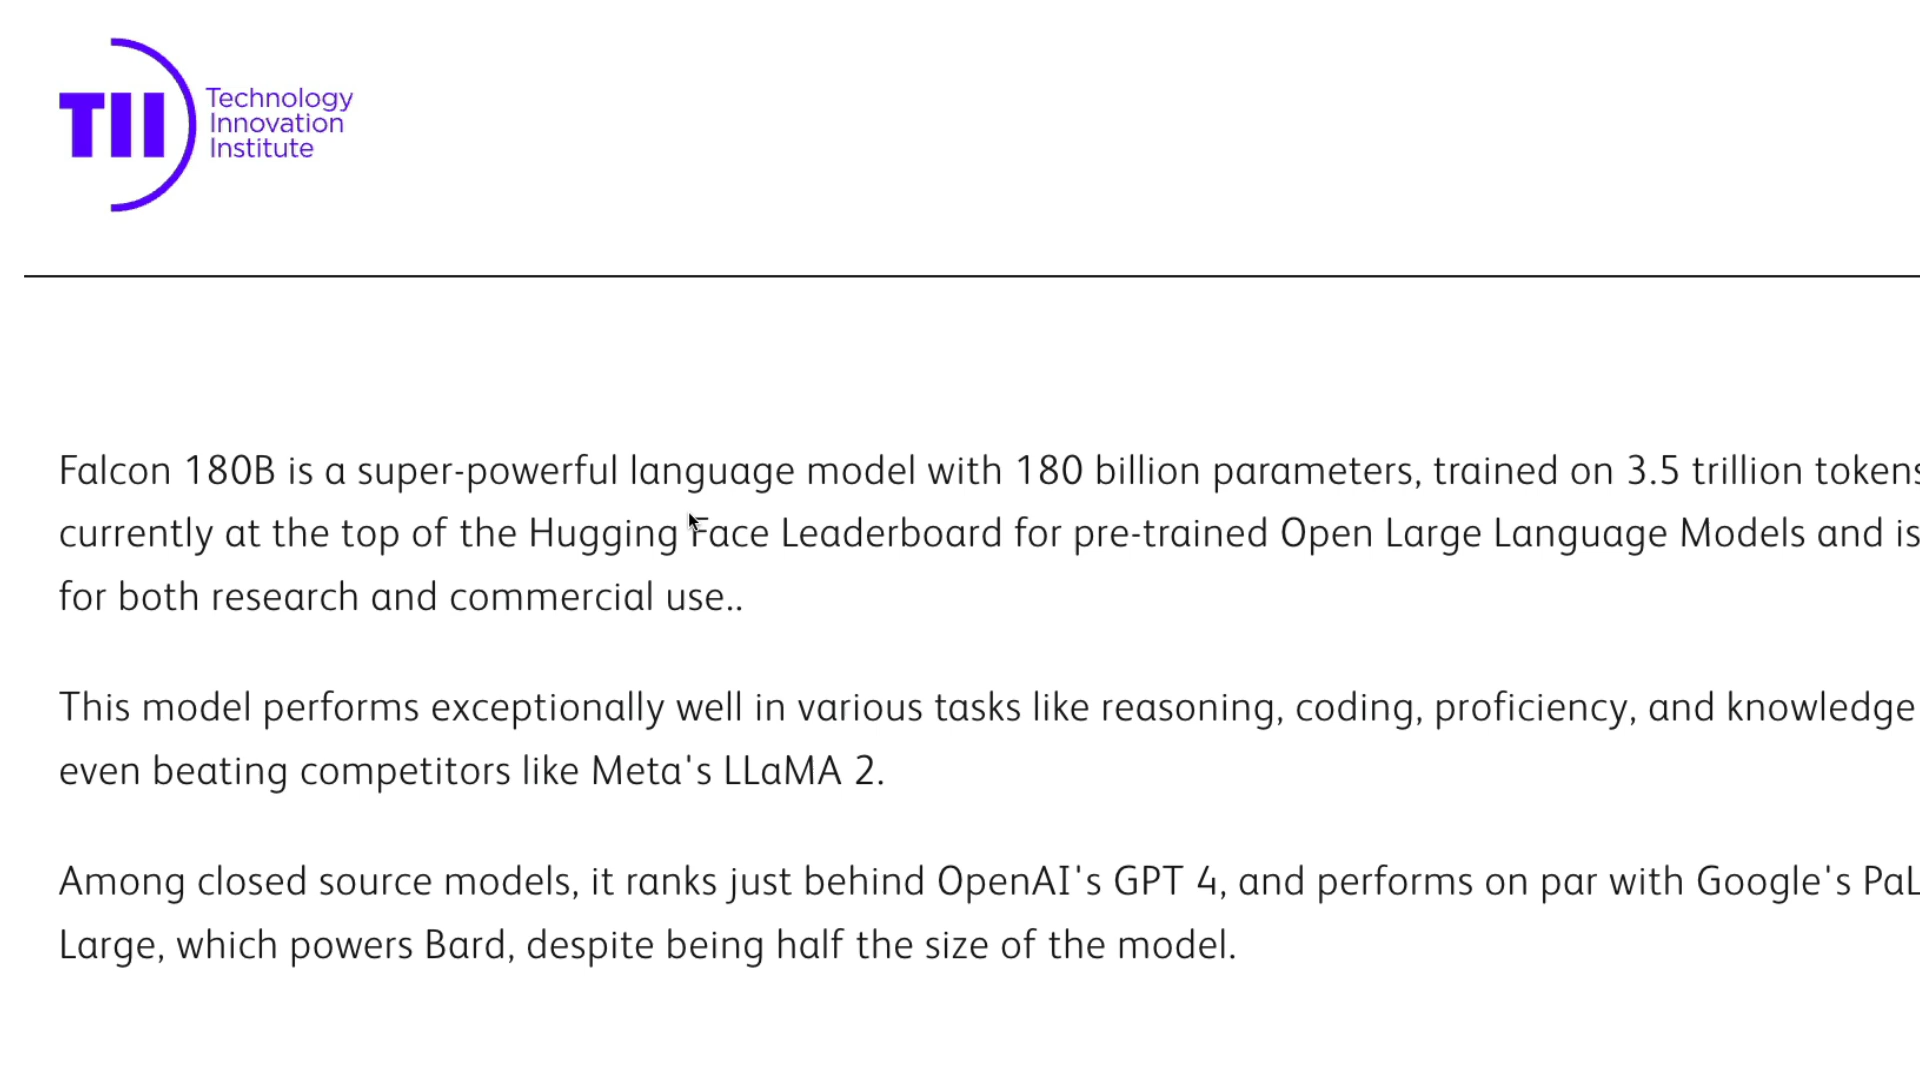 TII
Technology
Innovation
Institute
Falcon 180B is a super-powerful language model with 180 billion parameters, trained on 3.5 trillion tokens
currently at the top of the Hugging Face Leaderboard for pre-trained Open Large Language Models and is
for both research and commercial use..
This model performs exceptionally well in various tasks like reasoning, coding, proficiency, and knowledge
even beating competitors like Meta's LLaMA 2.
Among closed source models, it ranks just behind OpenAI's GPT 4, and performs on par with Google's PaL
Large, which powers Bard, despite being half the size of the model.